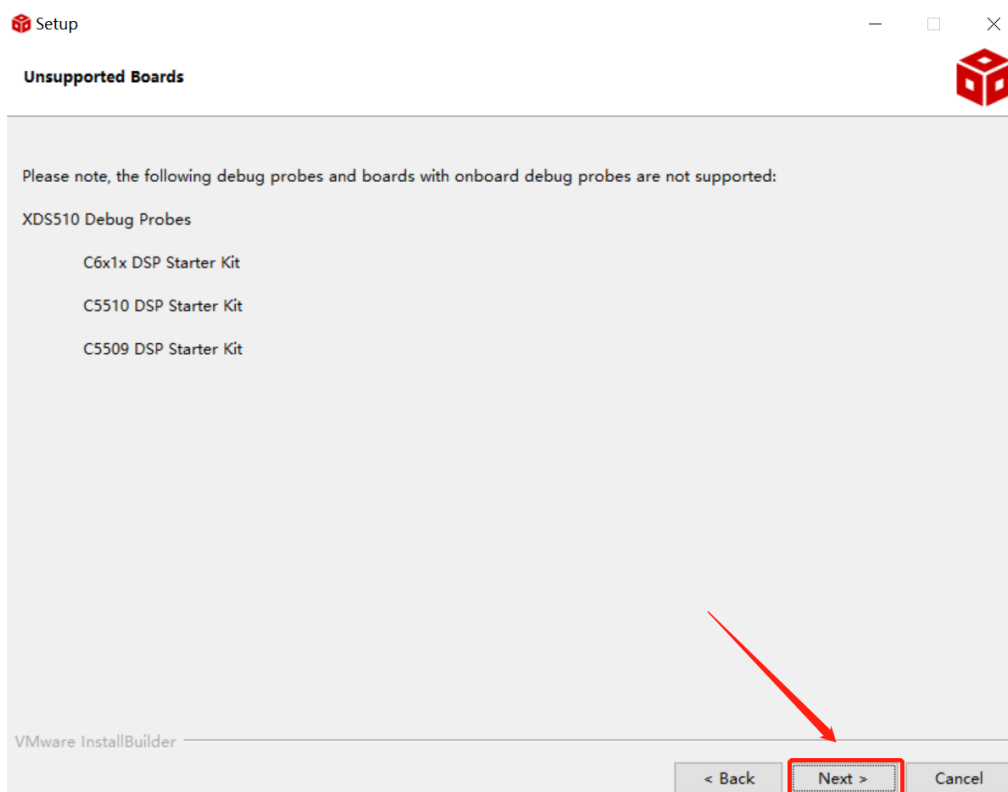 Setup
Unsupported Boards
Please note, the following debug probes and boards with onboard debug probes are not supported:
XDS510 Debug Probes
C6x1x DSP Starter Kit
C5510 DSP Starter Kit
C5509 DSP Starter Kit
VMware InstallBuilder
< Back Next > Cancel